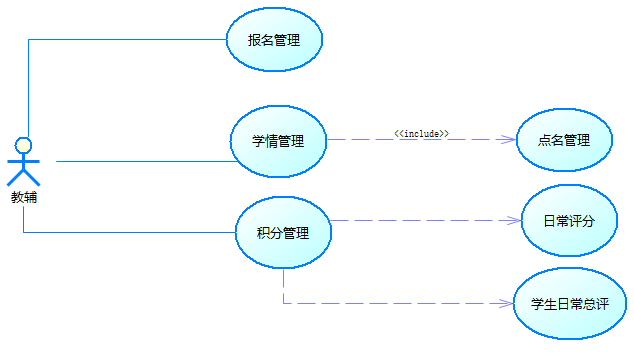 报名管理
学情管理
<<include>>
点名管理
教辅
积分管理
日常评分
学生日常总评